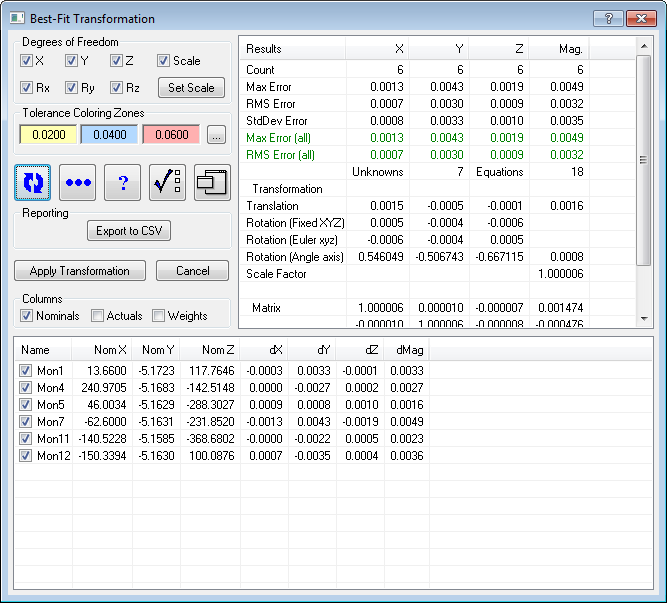 Best-Fit Transformation
Degrees of Freedom
X Y Z Scale
Rx Ry Rz Set Scale
Tolerance Coloring Zones
0.0200 0.0400 0.0600 ...
?
Reporting
Export to CSV
Apply Transformation Cancel
Columns
Nominals Actuals Weights
Results X Y Z Mag.
Count 6 6 6 6
Max Error 0.0013 0.0043 0.0019 0.0049
RMS Error 0.0007 0.0030 0.0009 0.0032
StdDev Error 0.0008 0.0033 0.0010 0.0035
Max Error (all) 0.0013 0.0043 0.0019 0.0049
RMS Error (all) 0.0007 0.0030 0.0009 0.0032
Unknowns 7 Equations 18
Transformation
Translation 0.0015 -0.0005 -0.0001 0.0016
Rotation (Fixed XYZ) 0.0005 -0.0004 -0.0006
Rotation (Euler xyz) -0.0006 -0.0004 0.0005
Rotation (Angle axis) 0.546049 -0.506743 -0.667115 0.0008
Scale Factor 1.000006
Matrix 1.000006 0.000010 -0.000007 0.001474
-0.000010 1.000006 -0.000008 -0.000476
Name Nom X Nom Y Nom Z dX dY dZ dMag
Mon1 13.6600 -5.1723 117.7646 -0.0003 0.0033 -0.0001 0.0033
Mon4 240.9705 -5.1683 -142.5148 -0.0000 -0.0027 0.0002 0.0027
Mon5 46.0034 -5.1629 -288.3027 0.0009 0.0008 0.0010 0.0016
Mon7 -62.6000 -5.1631 -231.8520 -0.0013 0.0043 -0.0019 0.0049
Mon11 -140.5228 -5.1585 -368.6802 -0.0000 -0.0022 0.0005 0.0023
Mon12 -150.3394 -5.1630 100.0876 0.0007 -0.0035 0.0004 0.0036